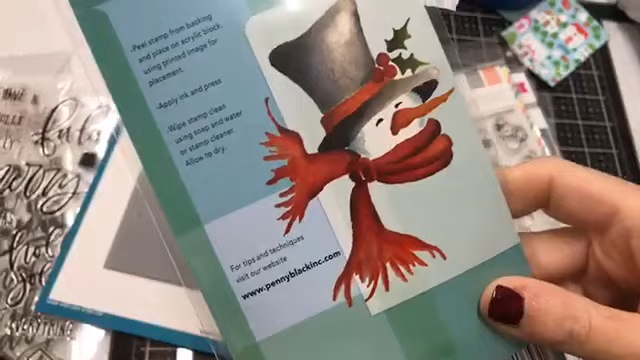 -Peel stamp from backing
and place on acrylic block,
using printed image for
placement.
-Apply ink and press
-Wipe stamp clean
using soap and water
or stamp cleaner.
Allow to dry.
For tips and techniques
visit our website
www.pennyblackinc.com